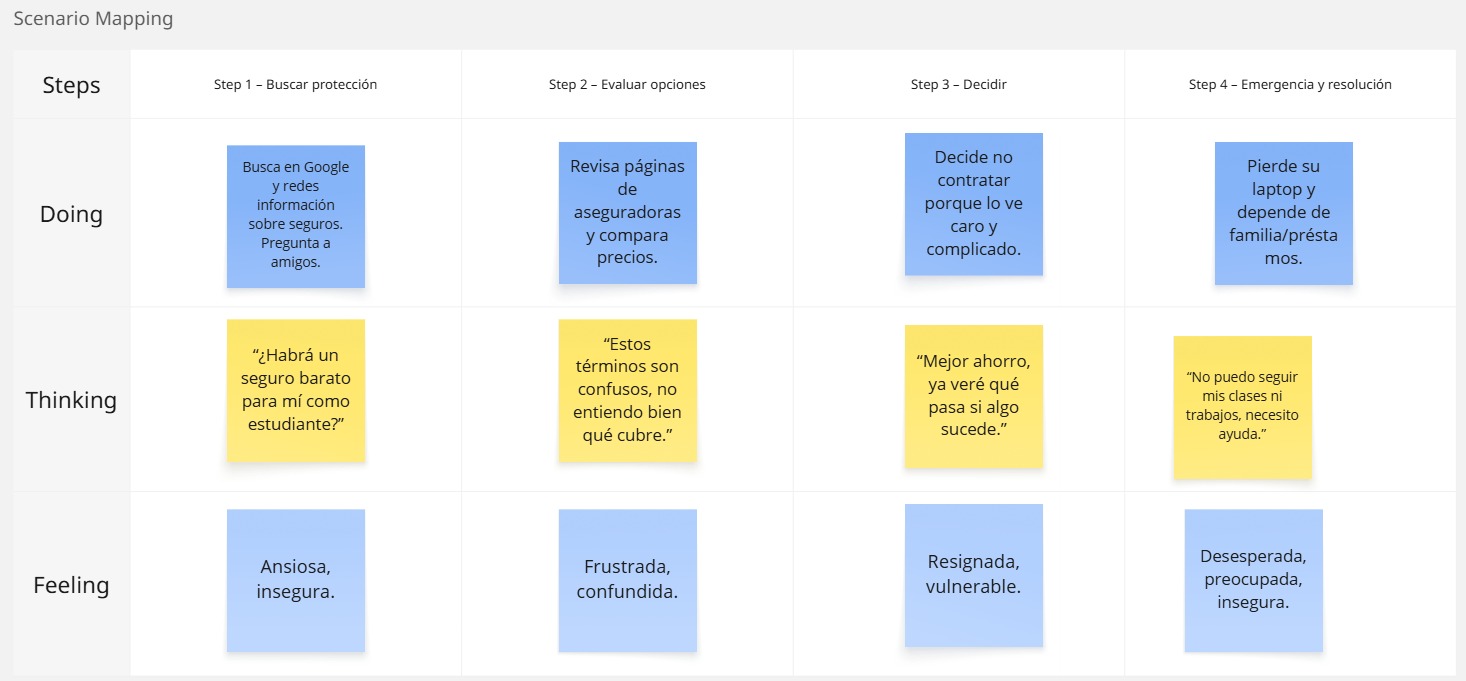 Scenario Mapping
Steps
Step 1 – Buscar protección
Step 2 – Evaluar opciones
Step 3 – Decidir
Step 4 – Emergencia y resolución
Doing
Busca en Google
y redes
información
sobre seguros.
Pregunta a
amigos.
Revisa páginas
de
aseguradoras
y compara
precios.
Decide no
contratar
porque lo ve
caro y
complicado.
Pierde su
laptop y
depende de
familia/présta
mos.
Thinking
“¿Habrá un
seguro barato
para mí como
estudiante?”
“Estos
términos son
confusos, no
entiendo bien
qué cubre.”
“Mejor ahorro,
ya veré qué
pasa si algo
sucede.”
“No puedo seguir
mis clases ni
trabajos, necesito
ayuda.”
Feeling
Ansiosa,
insegura.
Frustrada,
confundida.
Resignada,
vulnerable.
Desesperada,
preocupada,
insegura.